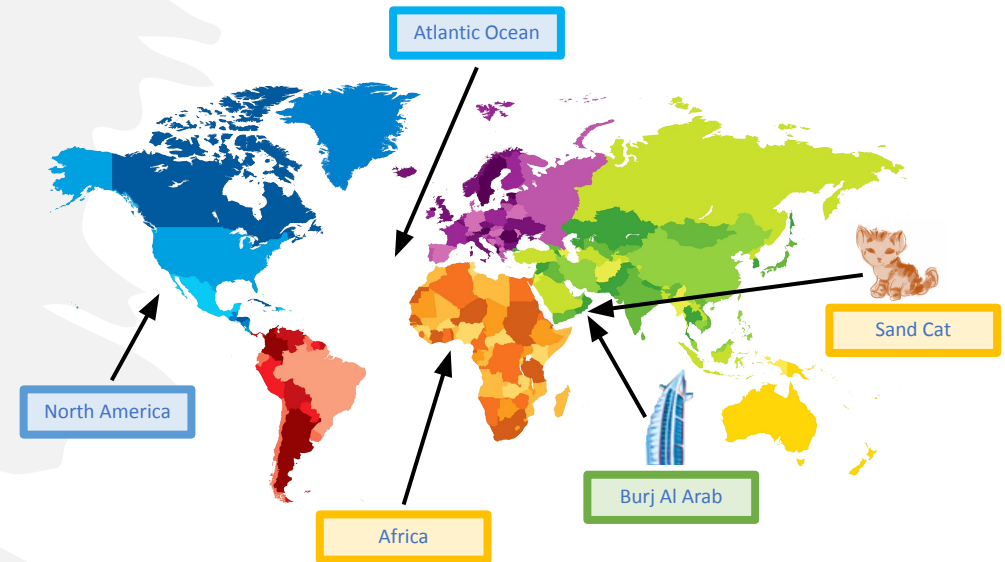 Atlantic Ocean
Sand Cat
North America
Burj Al Arab
Africa